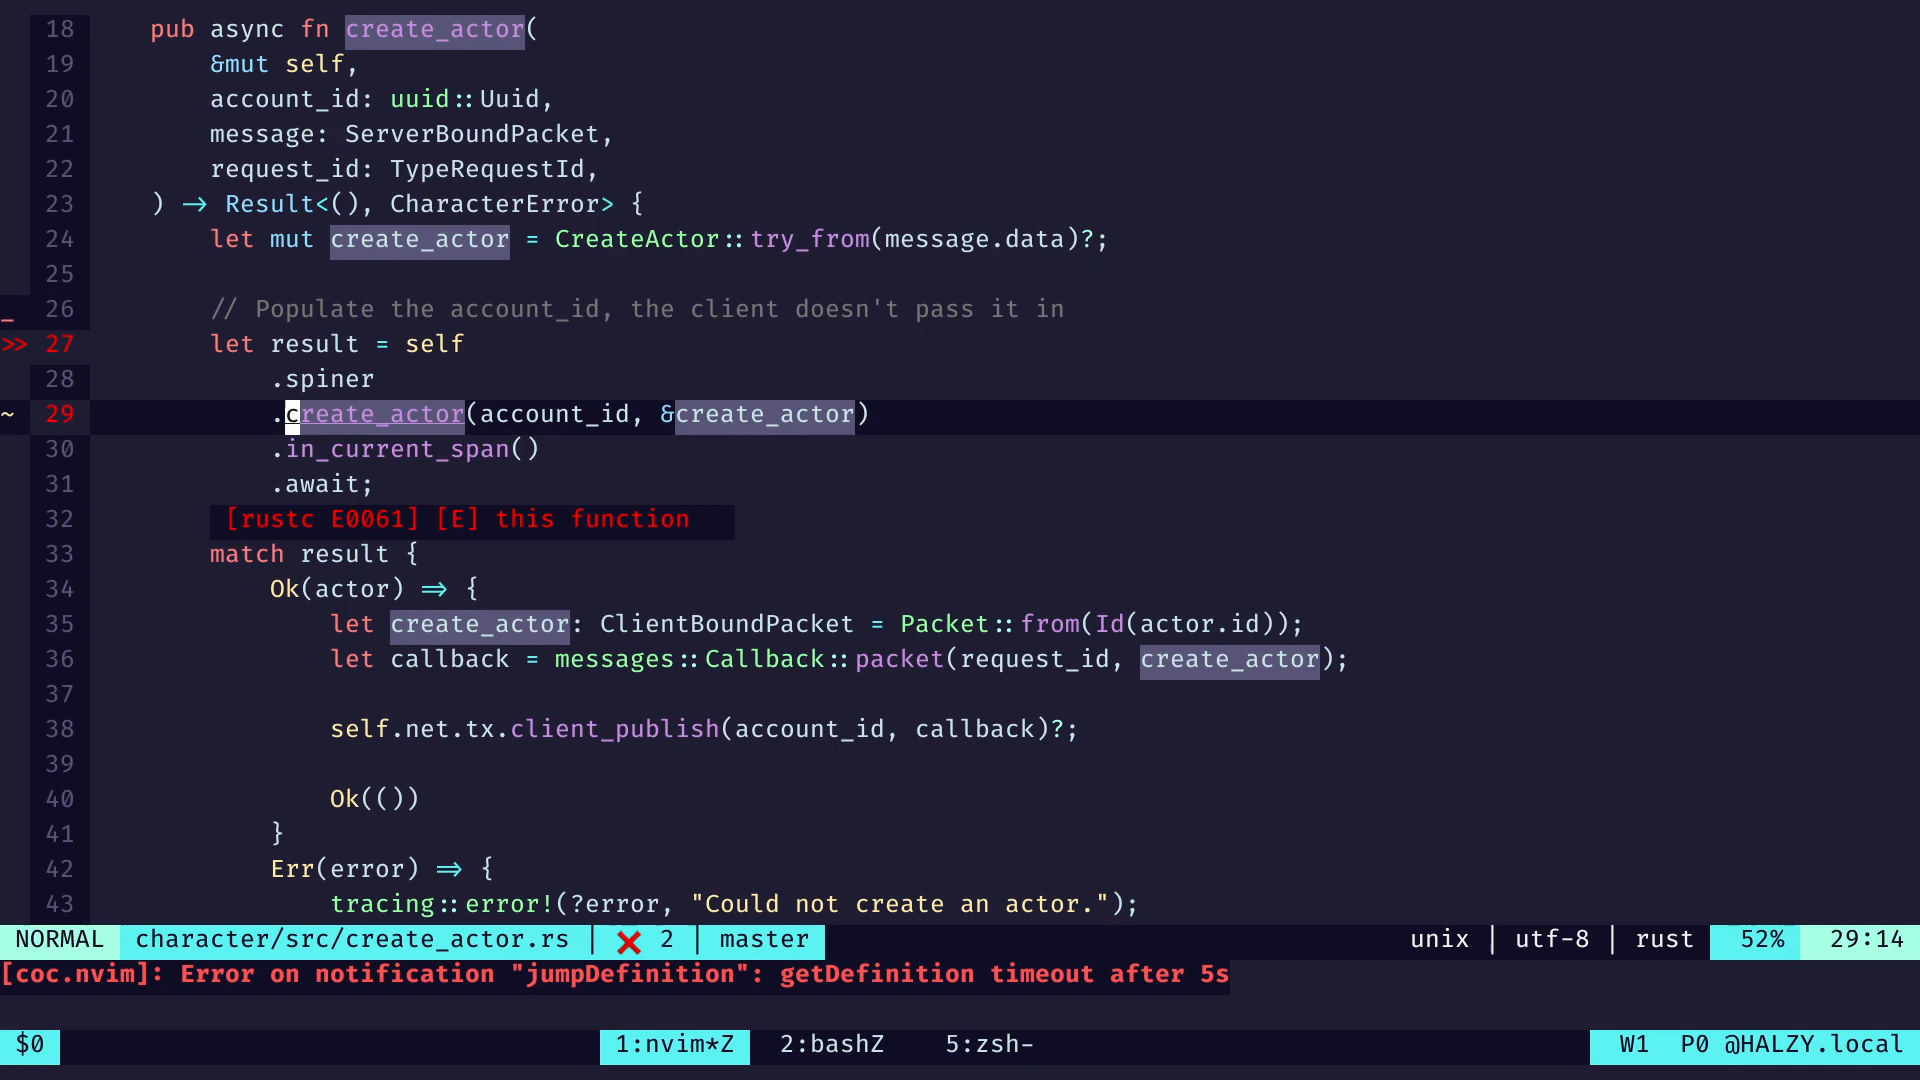 18     pub async fn create_actor(
19         &mut self,
20         account_id: uuid::Uuid,
21         message: ServerBoundPacket,
22         request_id: TypeRequestId,
23     ) -> Result<(), CharacterError> {
24         let mut create_actor = CreateActor::try_from(message.data)?;
25
_ 26         // Populate the account_id, the client doesn't pass it in
>> 27         let result = self
28             .spiner
~ 29             .create_actor(account_id, &create_actor)
30             .in_current_span()
31             .await;
32         [rustc E0061] [E] this function
33         match result {
34             Ok(actor) => {
35                 let create_actor: ClientBoundPacket = Packet::from(Id(actor.id));
36                 let callback = messages::Callback::packet(request_id, create_actor);
37
38                 self.net.tx.client_publish(account_id, callback)?;
39
40                 Ok(())
41             }
42             Err(error) => {
43                 tracing::error!(?error, "Could not create an actor.");
NORMAL character/src/create_actor.rs | ❌ 2 | master unix | utf-8 | rust 52% 29:14
[coc.nvim]: Error on notification "jumpDefinition": getDefinition timeout after 5s
$0 1:nvim*Z 2:bashZ 5:zsh- W1 P0 @HALZY.local